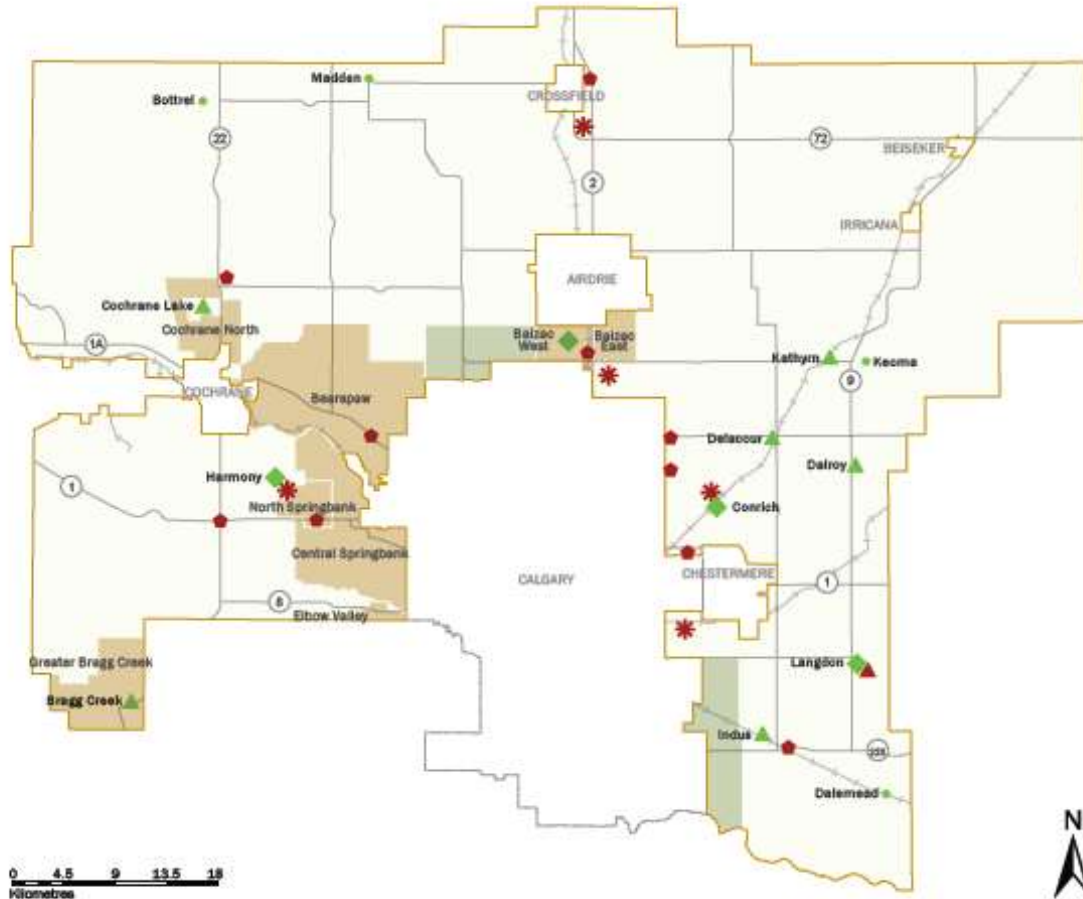 Madden
Bottrel
CROSSFIELD
22
72
BEISEKER
2
IRRICANA
AIRDRIE
Cochrane Lake
Cochrane North
1A
Balzac
West
Balzac
East
Kathyrn
Keoma
COCHRANE
9
Bearspaw
Delacour
Dalroy
Harmony
1
North Springbank
Conrich
Central Springbank
CALGARY
CHESTERMERE
1
8
Elbow Valley
Greater Bragg Creek
Langdon
Bragg Creek
Indus
Dalemead
N
0 4.5 9 13.5 18
Kilometres